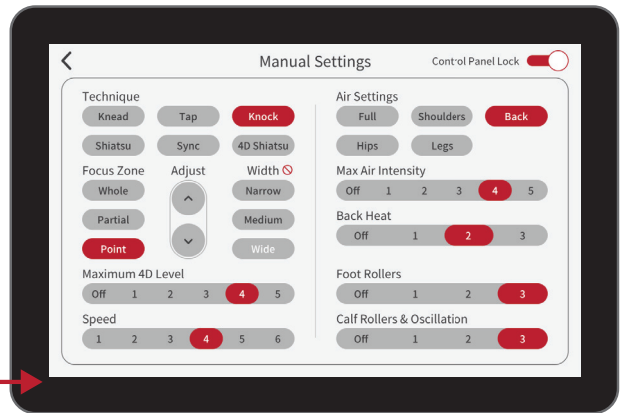 Manual Settings
Control Panel Lock
Technique
Knead Tap Knock
Shiatsu Sync 4D Shiatsu
Focus Zone Adjust Width
Whole Narrow
Partial Medium
Point Wide
Maximum 4D Level
Off 1 2 3 4 5
Speed
1 2 3 4 5 6
Air Settings
Full Shoulders Back
Hips Legs
Max Air Intensity
Off 1 2 3 4 5
Back Heat
Off 1 2 3
Foot Rollers
Off 1 2 3
Calf Rollers & Oscillation
Off 1 2 3